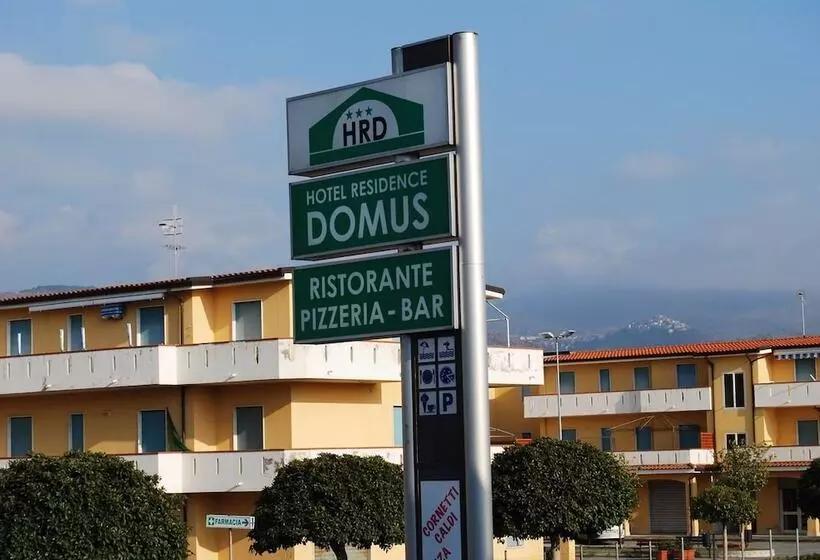 HRD
HOTEL RESIDENCE
DOMUS
RISTORANTE
PIZZERIA - BAR
P
CORNETTI
CALDI
FARMACIA